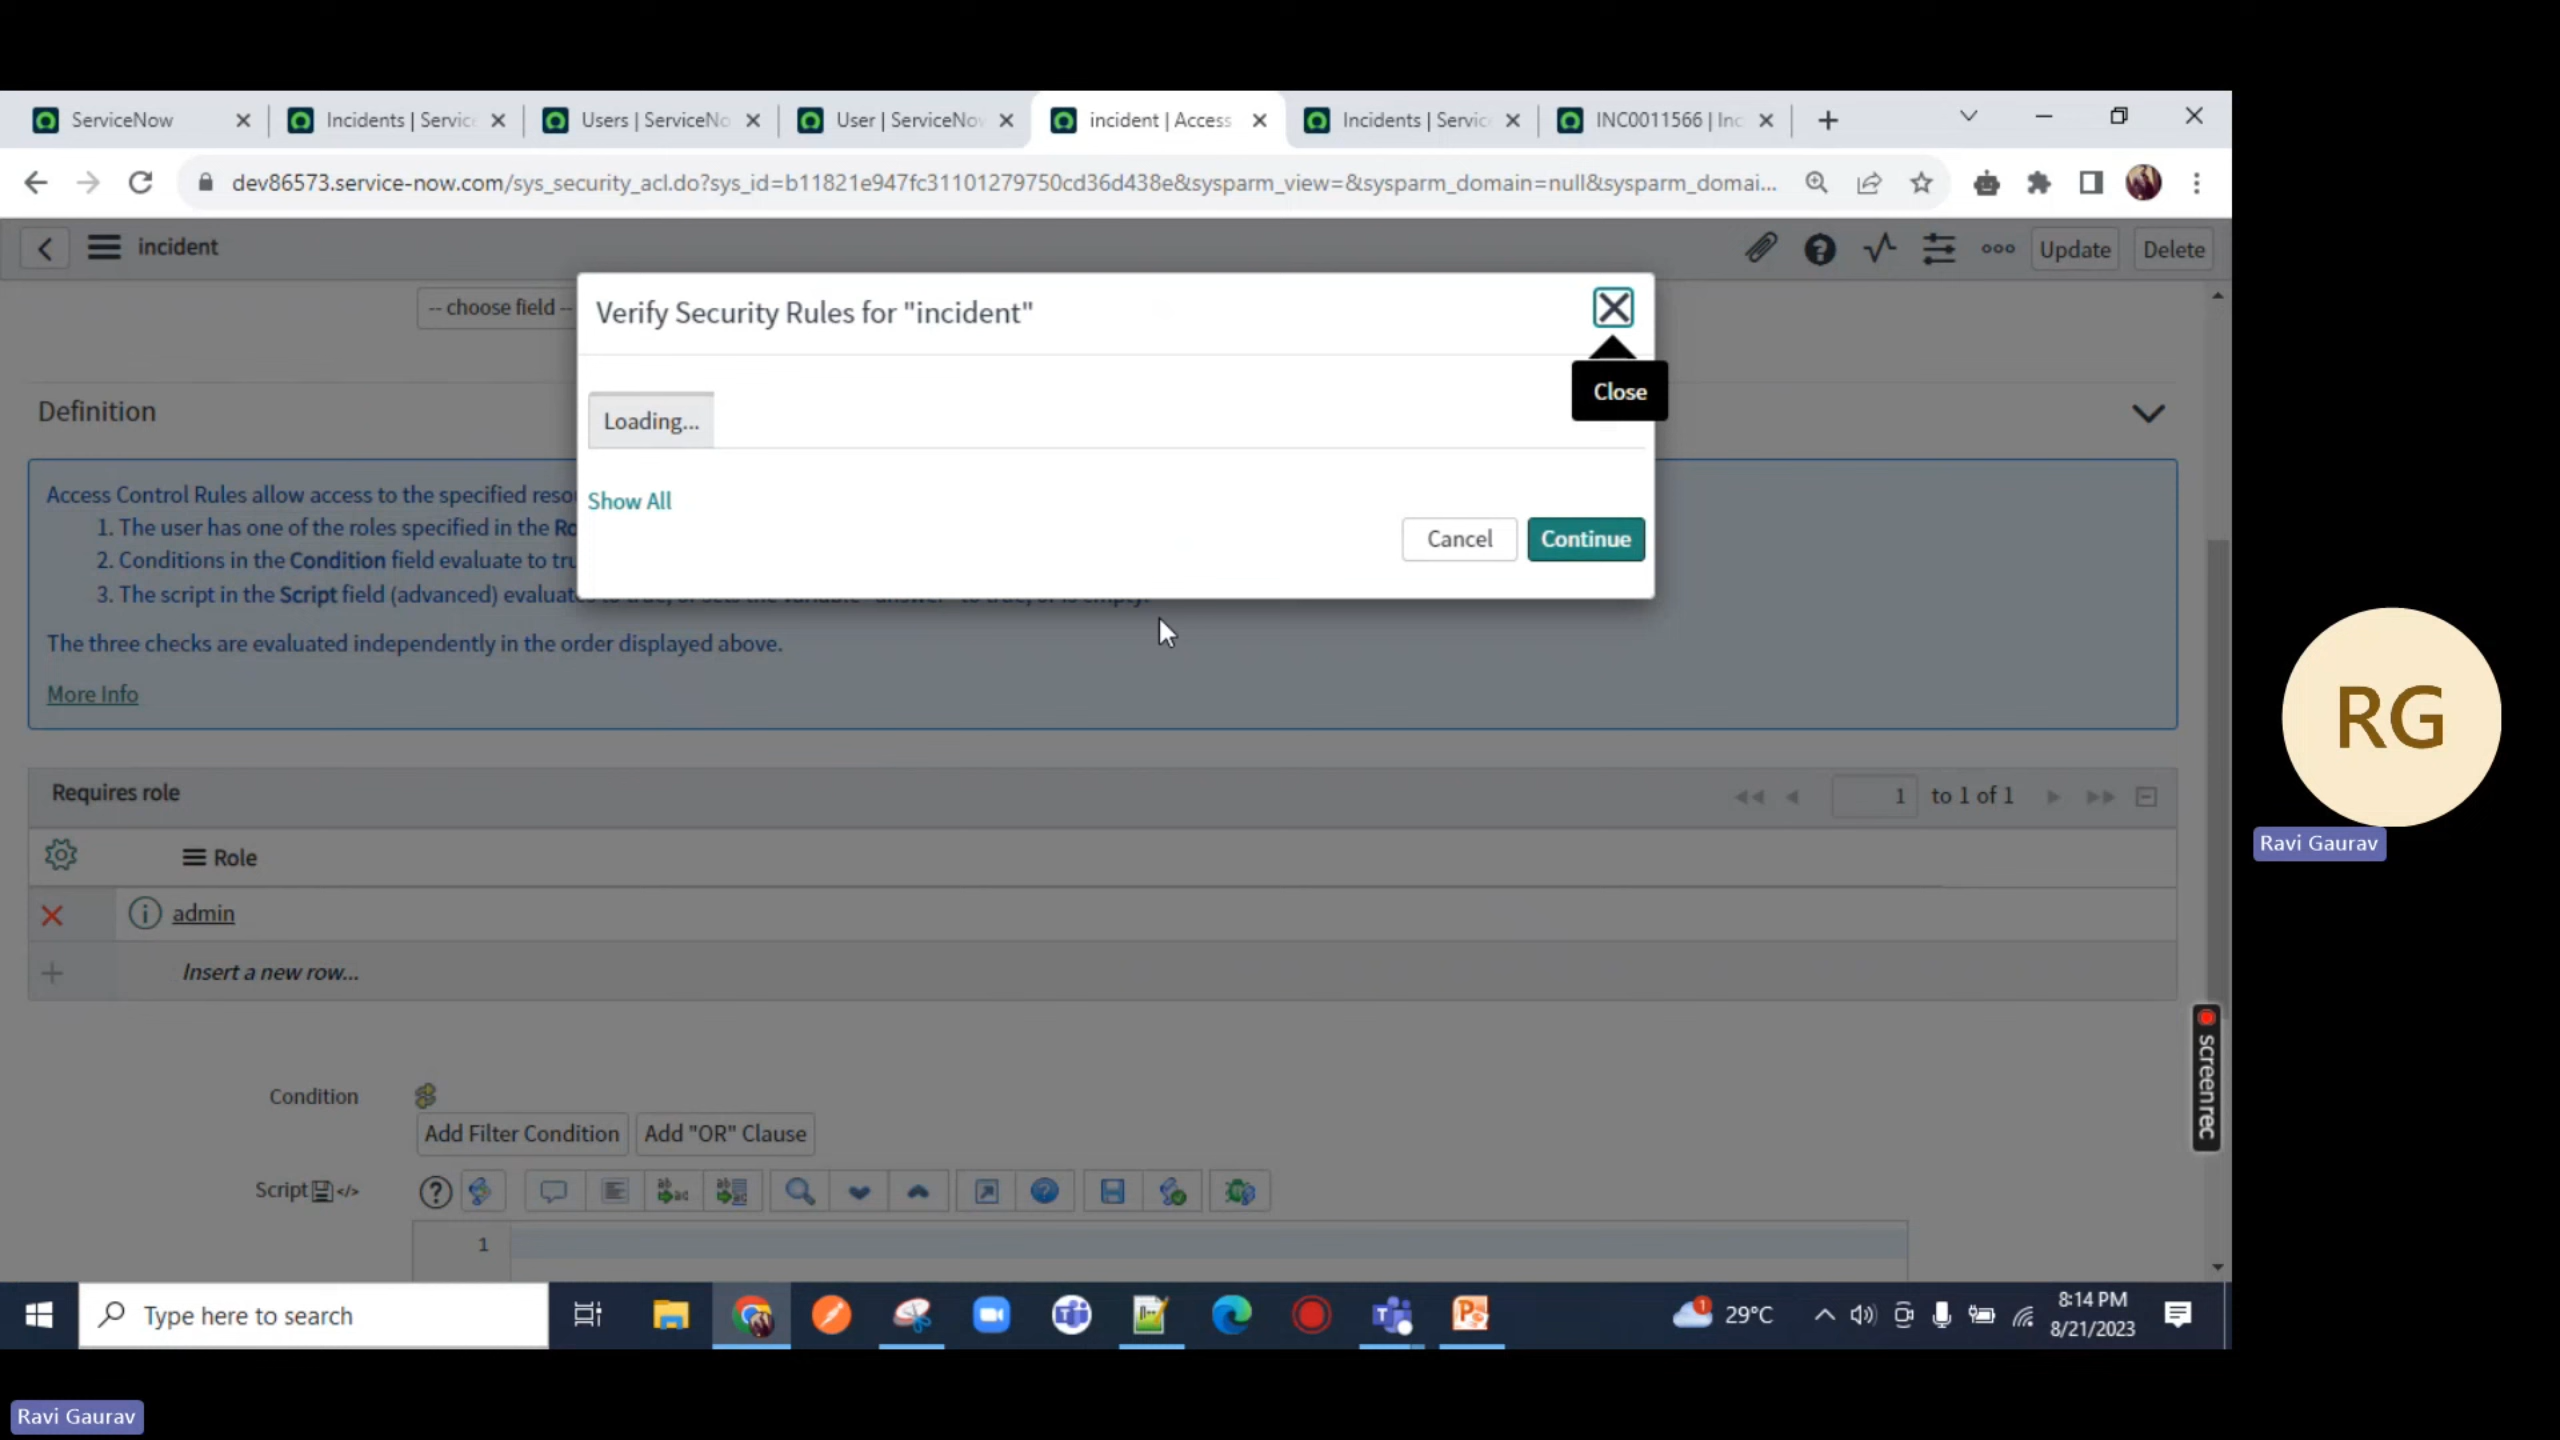 ServiceNow
Incidents | Servic
Users | ServiceNo
User | ServiceNov
incident | Access
Incidents | Servic
INC0011566 | Inc
dev86573.service-now.com/sys_security_acl.do?sys_id=b11821e947fc31101279750cd36d438e&sysparm_view=&sysparm_domain=null&sysparm_domai...
incident
Update
Delete
-- choose field --
Verify Security Rules for "incident"
Close
Loading...
Show All
Cancel
Continue
Definition
Access Control Rules allow access to the specified reso
1. The user has one of the roles specified in the Ro
2. Conditions in the Condition field evaluate to tru
3. The script in the Script field (advanced) evaluat
The three checks are evaluated independently in the order displayed above.
More Info
Requires role
1 to 1 of 1
Role
admin
Insert a new row...
Condition
Add Filter Condition
Add "OR" Clause
Script
1
screenrec
RG
Ravi Gaurav
Type here to search
29°C
8:14 PM
8/21/2023
Ravi Gaurav